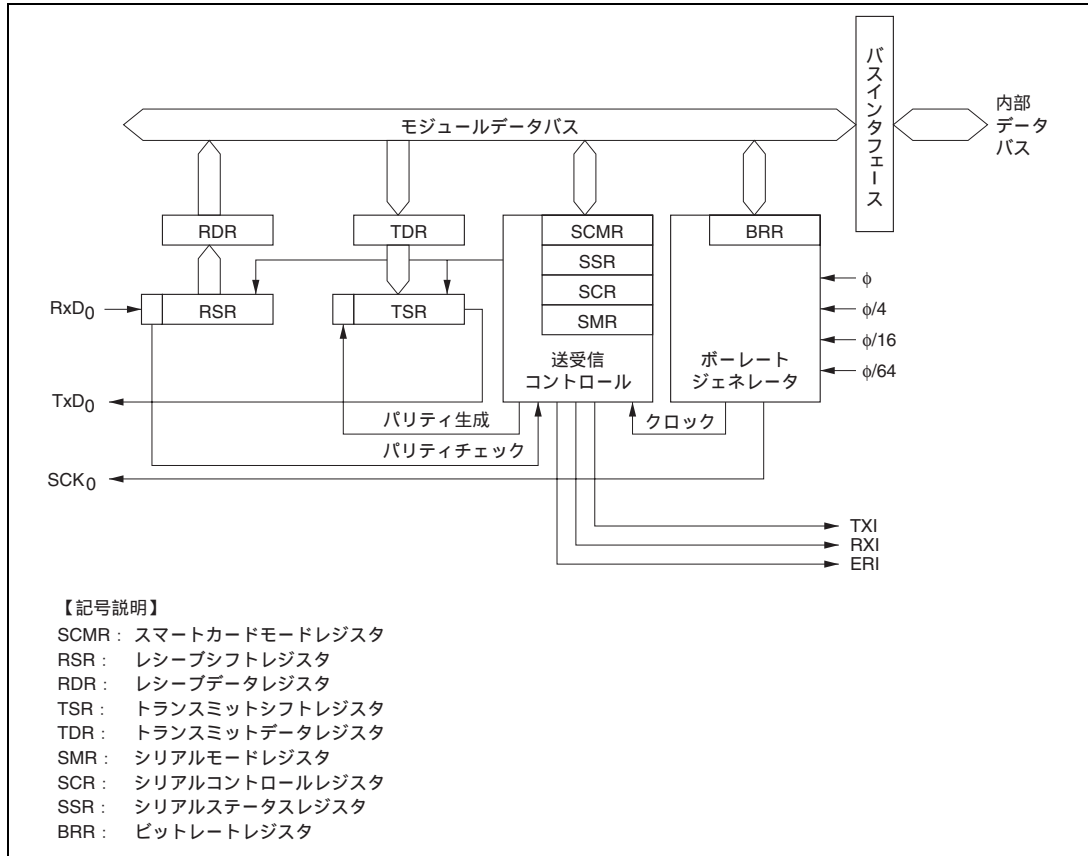 バスインタフェース
内部
データ
バス
モジュールデータバス
RDR
TDR
SCMR
BRR
SSR
SCR
SMR
RxD0
RSR
TSR
φ
φ/4
φ/16
φ/64
送受信
コントロール
ボーレート
ジェネレータ
TxD0
パリティ生成
クロック
パリティチェック
SCK0
TXI
RXI
ERI
【記号説明】
SCMR : スマートカードモードレジスタ
RSR : レシーブシフトレジスタ
RDR : レシーブデータレジスタ
TSR : トランスミットシフトレジスタ
TDR : トランスミットデータレジスタ
SMR : シリアルモードレジスタ
SCR : シリアルコントロールレジスタ
SSR : シリアルステータスレジスタ
BRR : ビットレートレジスタ